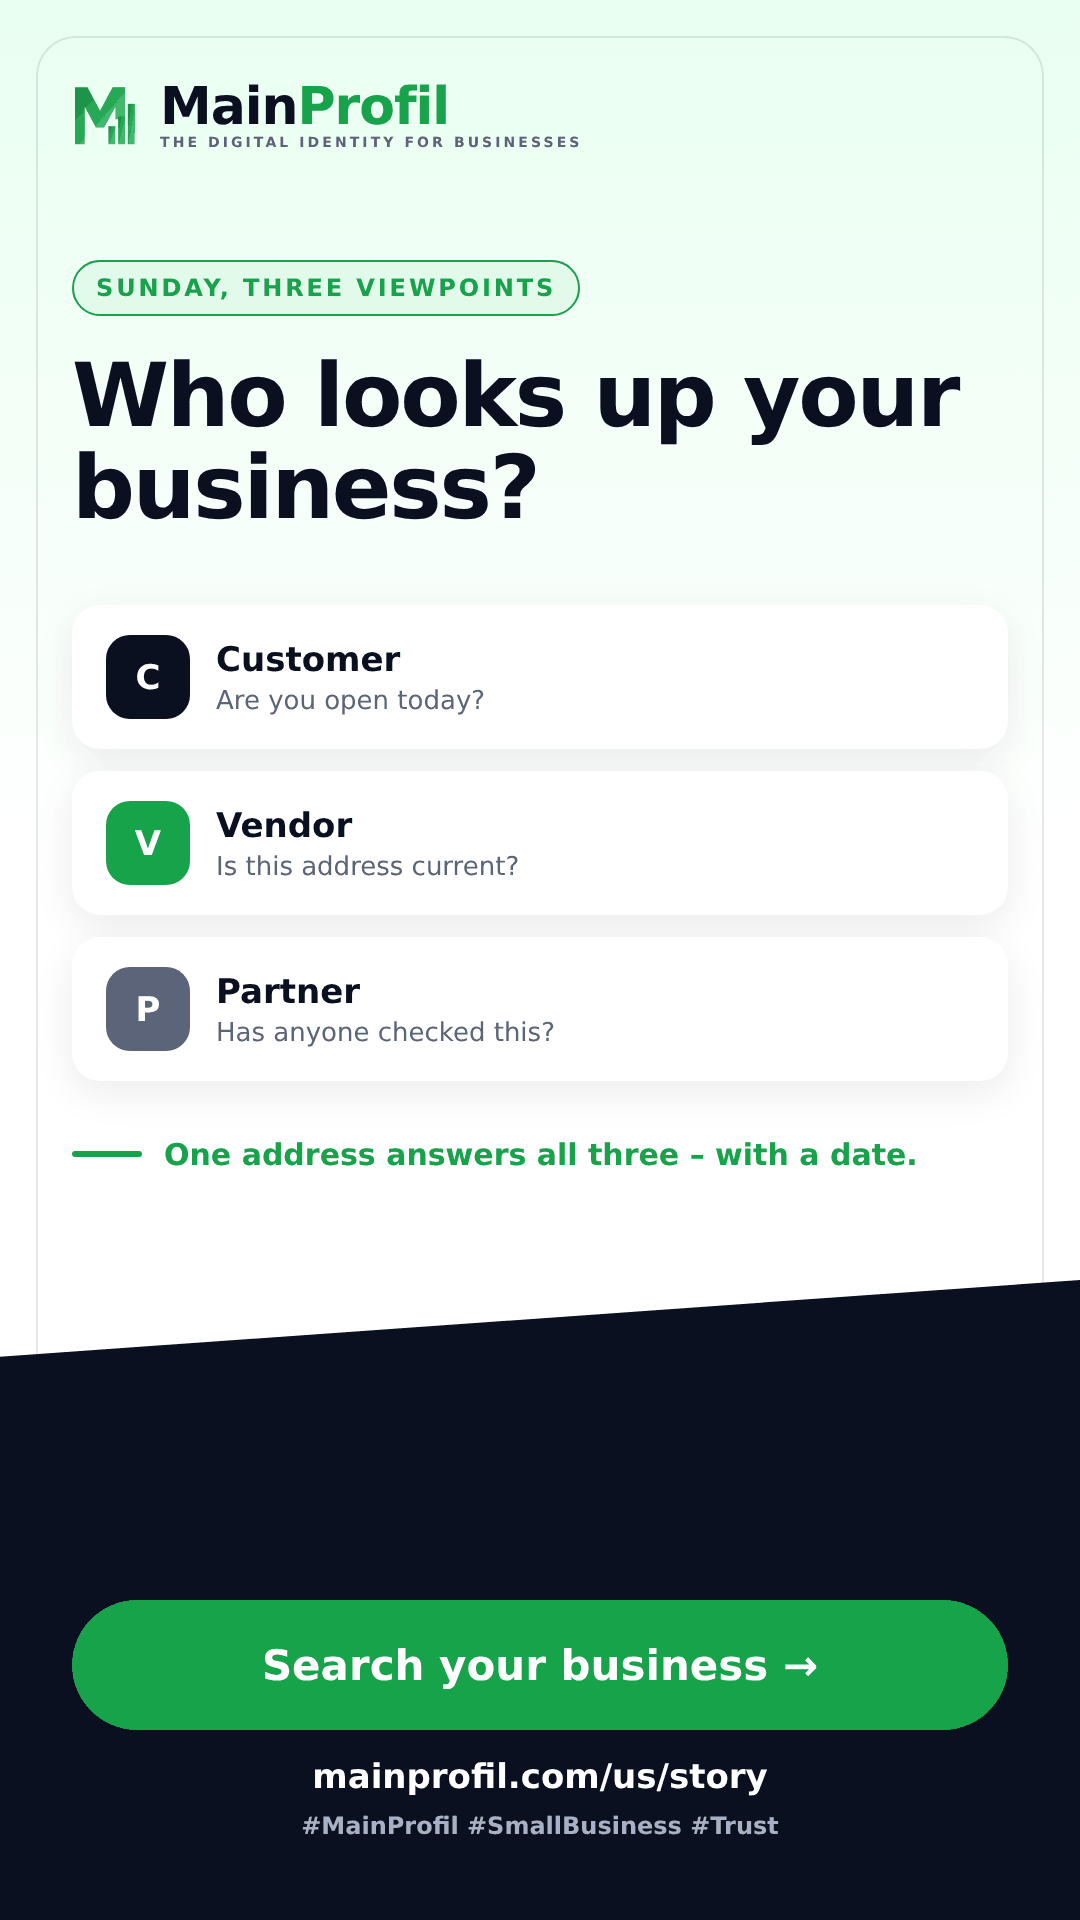 MainProfil
THE DIGITAL IDENTITY FOR BUSINESSES
SUNDAY, THREE VIEWPOINTS
Who looks up your
business?
C
Customer
Are you open today?
V
Vendor
Is this address current?
P
Partner
Has anyone checked this?
One address answers all three – with a date.
Search your business →
mainprofil.com/us/story
#MainProfil #SmallBusiness #Trust